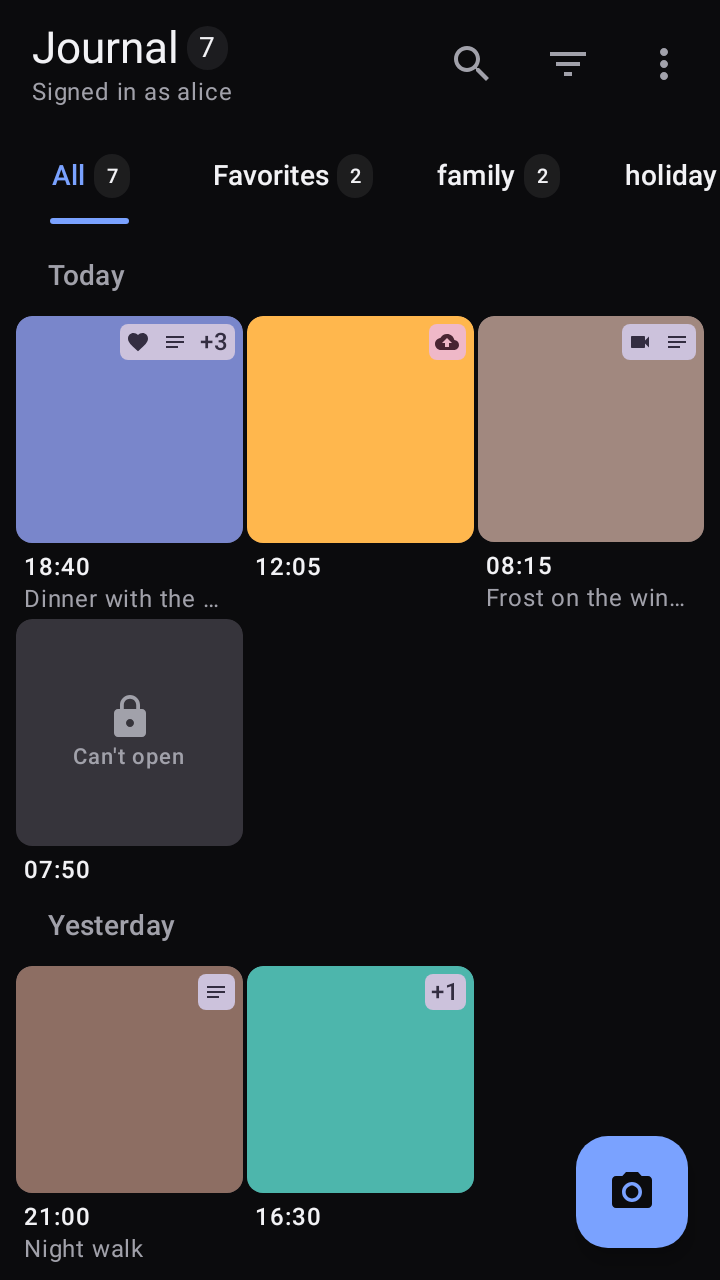 Journal 7
Signed in as alice
All 7 Favorites 2 family 2 holiday
Today
+3
18:40
Dinner with the …
12:05
08:15
Frost on the win…
Can't open
07:50
Yesterday
+1
21:00
Night walk
16:30